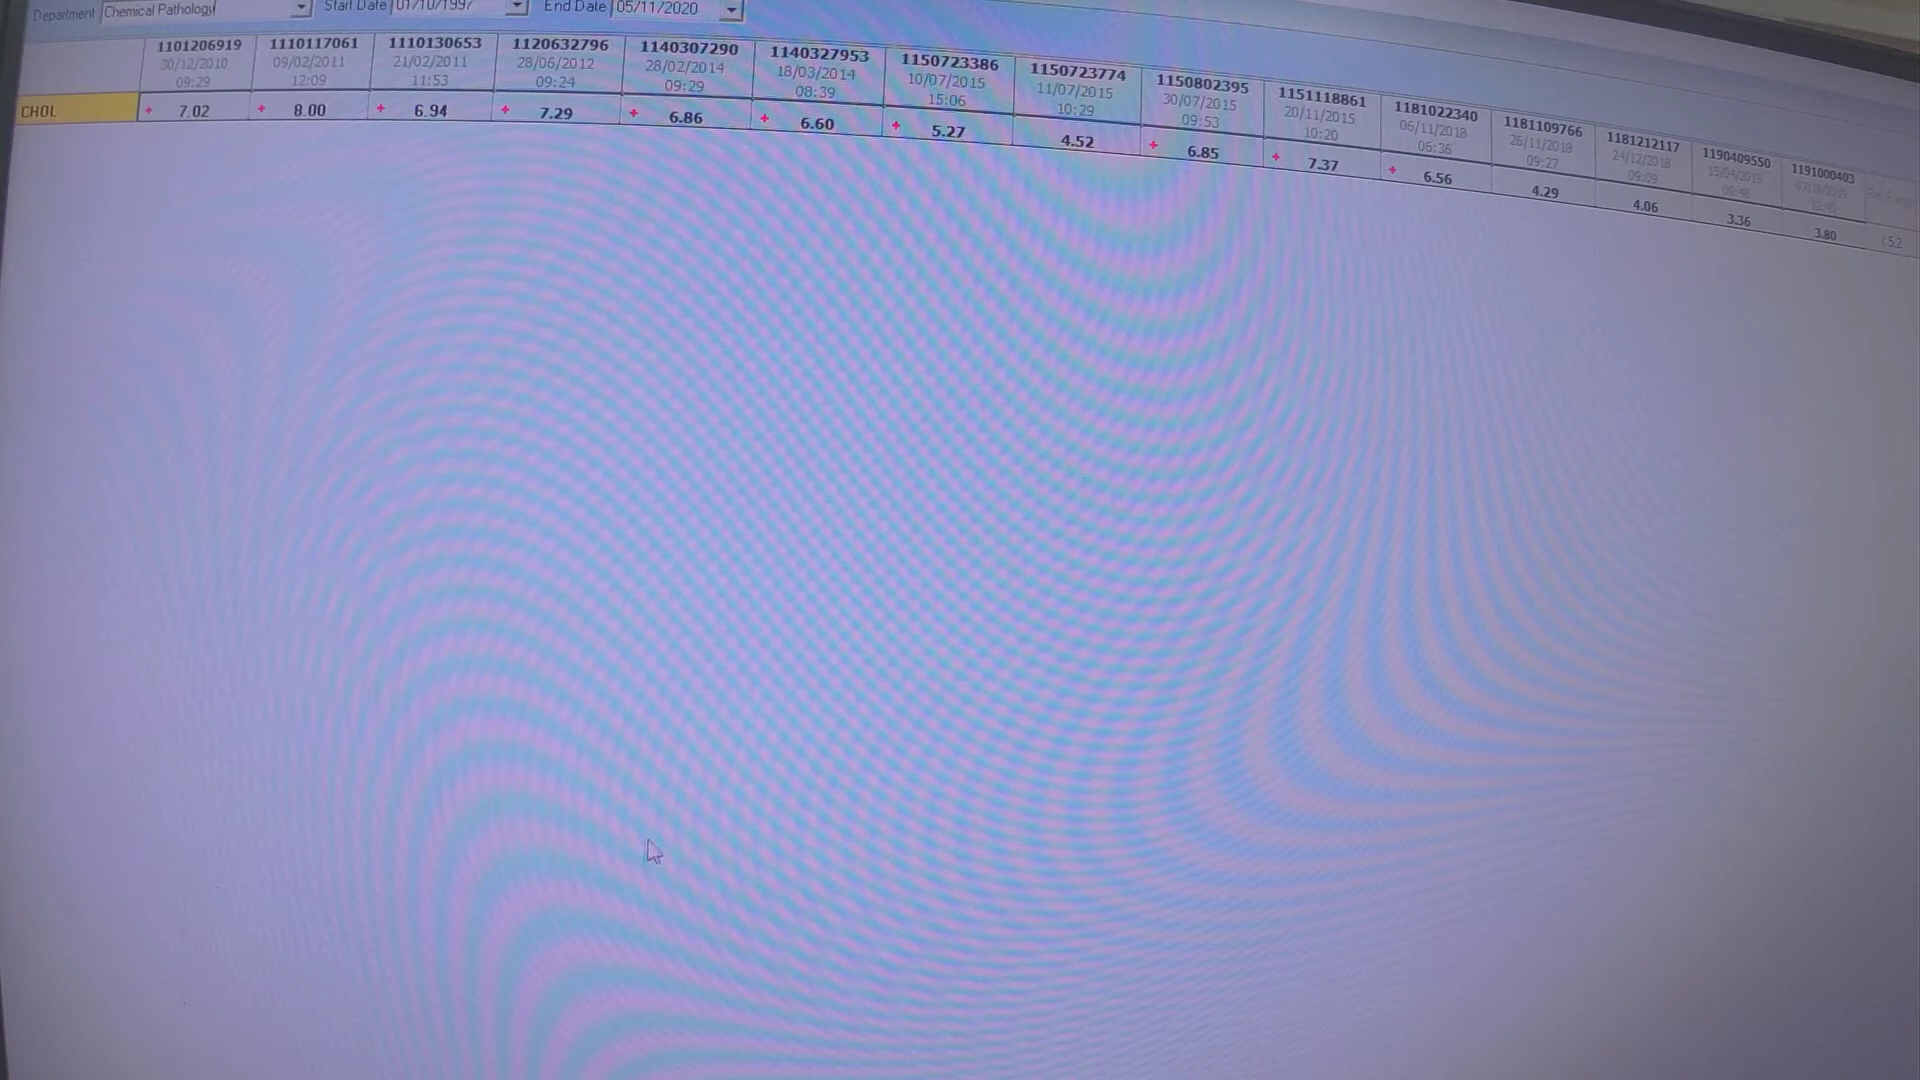 Department Chemical Pathology Start Date 01/10/1997 End Date 05/11/2020
1101206919 1110117061 1110130653 1120632796 1140307290 1140327953 1150723386 1150723774 1150802395 1151118861 1181022340 1181109766 1181212117 1190409550 1191000403
30/12/2010 09/02/2011 21/02/2011 28/06/2012 28/02/2014 18/03/2014 10/07/2015 11/07/2015 30/07/2015 20/11/2015 06/11/2018 26/11/2018 24/12/2018 15/04/2019
09:29 12:09 11:53 09:24 09:29 08:39 15:06 10:29 09:53 10:20 06:36 09:27 09:09
CHOL + 7.02 + 8.00 + 6.94 + 7.29 + 6.86 + 6.60 + 5.27 4.52 + 6.85 + 7.37 + 6.56 4.29 4.06 3.36 3.80